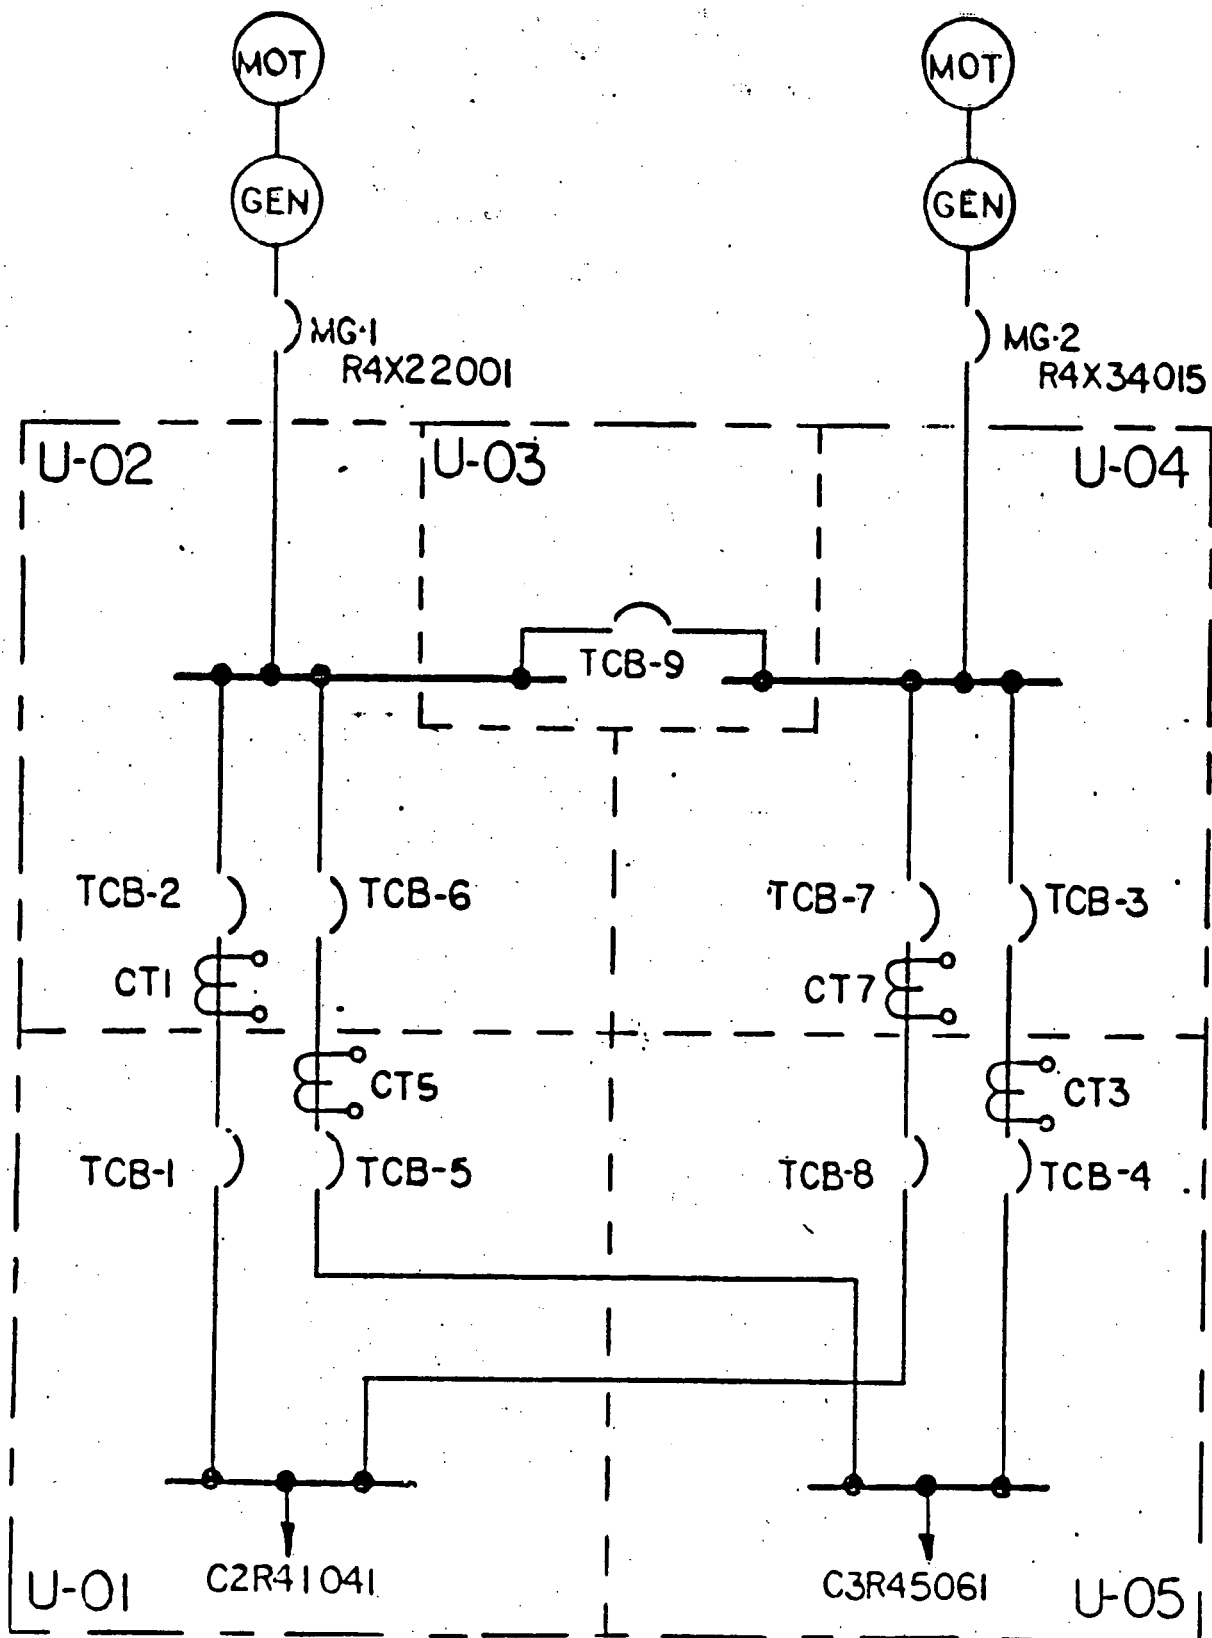 MOT
MOT
GEN
GEN
MG-1
R4X22001
MG-2
R4X34015
U-02
U-03
U-04
TCB-9
TCB-2
TCB-6
TCB-7
TCB-3
CT1
CT7
CT5
CT3
TCB-1
TCB-5
TCB-8
TCB-4
C2R41041
C3R45061
U-01
U-05